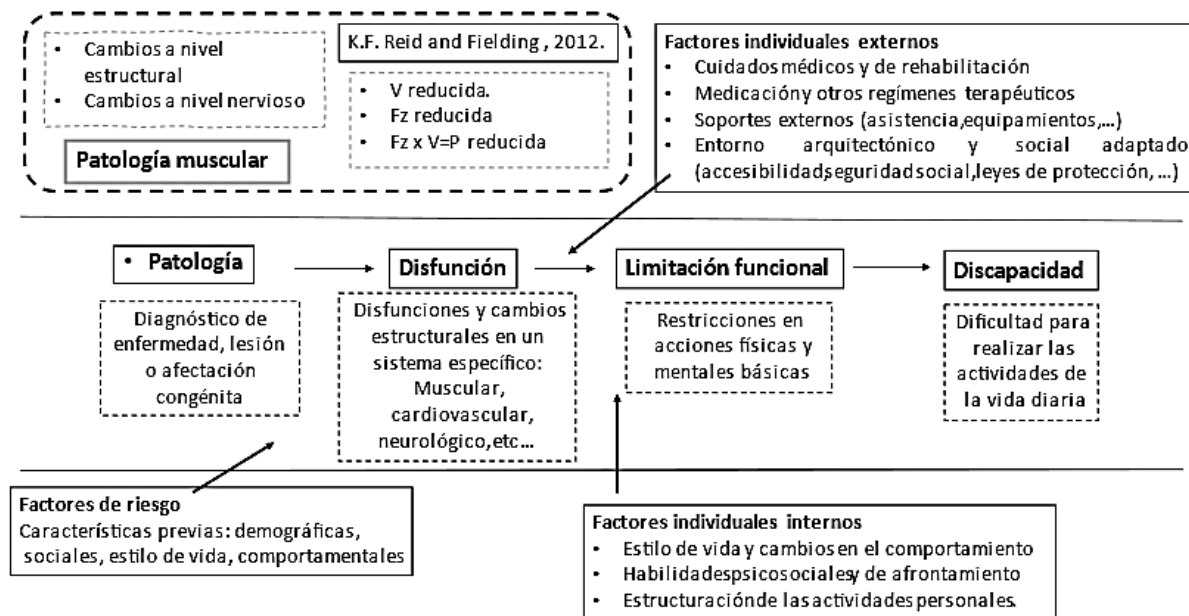 • Cambios a nivel
estructural
• Cambios a nivel nervioso
Patología muscular
K.F. Reid and Fielding , 2012.
• V reducida.
• Fz reducida
• Fz x V=P reducida
Factores individuales externos
• Cuidados médicos y de rehabilitación
• Medicación y otros regímenes terapéuticos
• Soportes externos (asistencia,equipamientos,...)
• Entorno arquitectónico y social adaptado
(accesibilidad,seguridad social,leyes de protección, ...)
• Patología
Disfunción
Limitación funcional
Discapacidad
Diagnóstico de
enfermedad, lesión
o afectación
congénita
Disfunciones y cambios
estructurales en un
sistema específico:
Muscular,
cardiovascular,
neurológico,etc...
Restricciones en
acciones físicas y
mentales básicas
Dificultad para
realizar las
actividades de
la vida diaria
Factores de riesgo
Características previas: demográficas,
sociales, estilo de vida, comportamentales
Factores individuales internos
• Estilo de vida y cambios en el comportamiento
• Habilidades psicosociales y de afrontamiento
• Estructuración de las actividades personales.